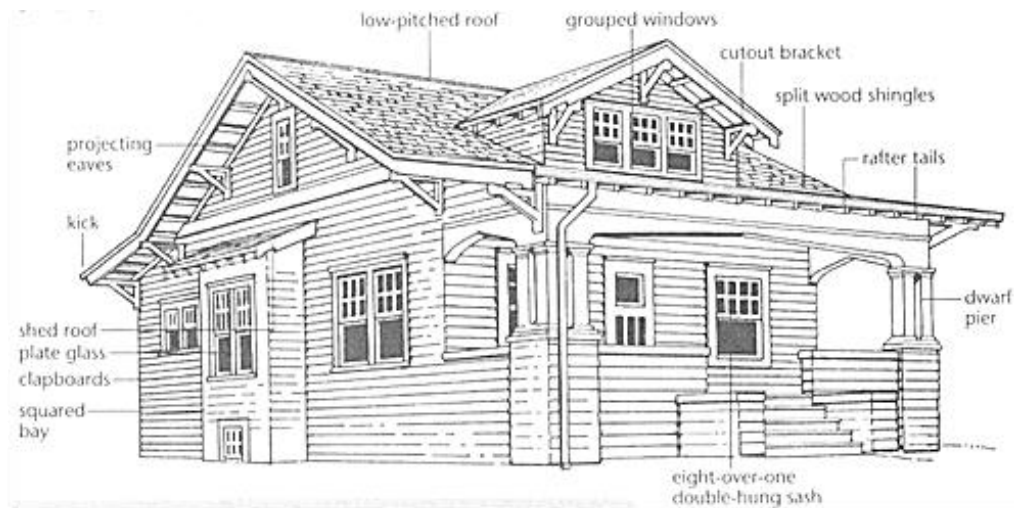 low-pitched roof
grouped windows
cutout bracket
split wood shingles
rafter tails
projecting
eaves
kick
dwarf
pier
shed roof
plate glass
clapboards
squared
bay
eight-over-one
double-hung sash